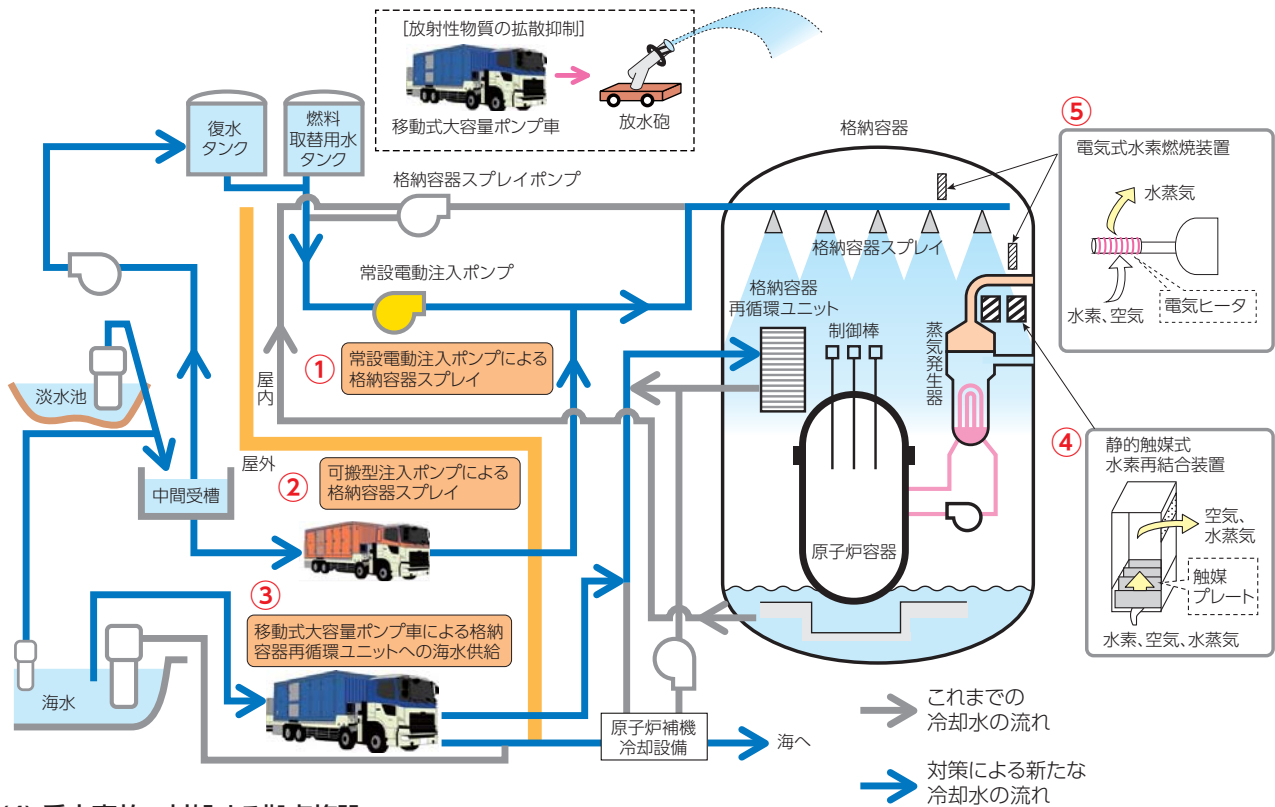 [放射性物質の拡散抑制]
移動式大容量ポンプ車
放水砲
復水
タンク
燃料
取替用水
タンク
格納容器スプレイポンプ
常設電動注入ポンプ
①
常設電動注入ポンプによる
格納容器スプレイ
屋内
屋外
淡水池
中間受槽
②
可搬型注入ポンプによる
格納容器スプレイ
③
移動式大容量ポンプ車による格納
容器再循環ユニットへの海水供給
海水
格納容器
格納容器スプレイ
格納容器
再循環ユニット
制御棒
蒸気発生器
原子炉容器
原子炉補機
冷却設備
海へ
⑤
電気式水素燃焼装置
水蒸気
電気ヒータ
水素、空気
④
静的触媒式
水素再結合装置
空気、
水蒸気
触媒
プレート
水素、空気、水蒸気
これまでの
冷却水の流れ
対策による新たな
冷却水の流れ